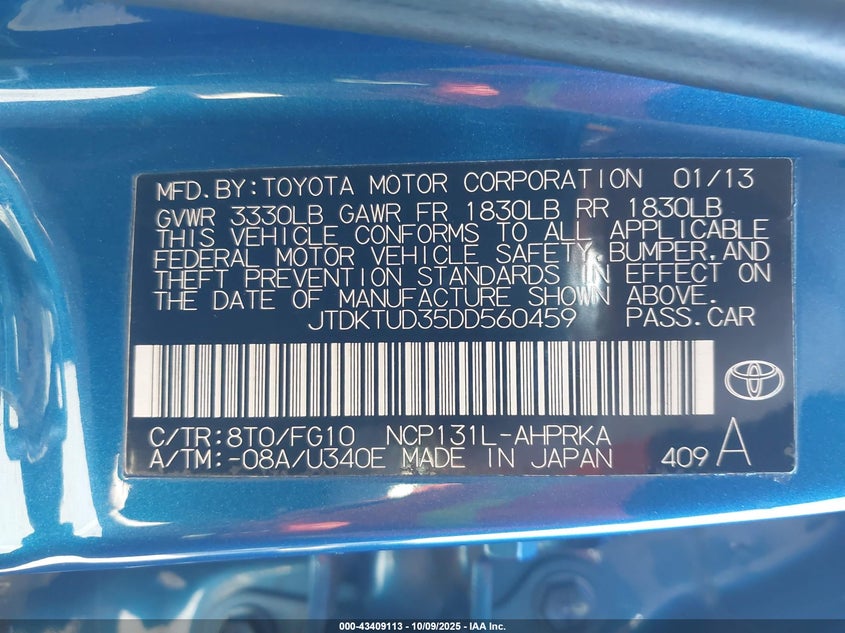 MFD.BY:TOYOTA MOTOR CORPORATION 01/13
GVWR 3330LB GAWR FR 1830LB RR 1830LB
THIS VEHICLE CONFORMS TO ALL APPLICABLE
FEDERAL MOTOR VEHICLE SAFETY,BUMPER,AND
THEFT PREVENTION STANDARDS IN EFFECT ON
THE DATE OF MANUFACTURE SHOWN ABOVE.
JTDKTUD35DD560459 PASS.CAR
C/TR:8T0/FG10 NCP131L-AHPRKA
A/TM:-08A/U340E MADE IN JAPAN 409 A
000-43409113 - 10/09/2025 - IAA Inc.